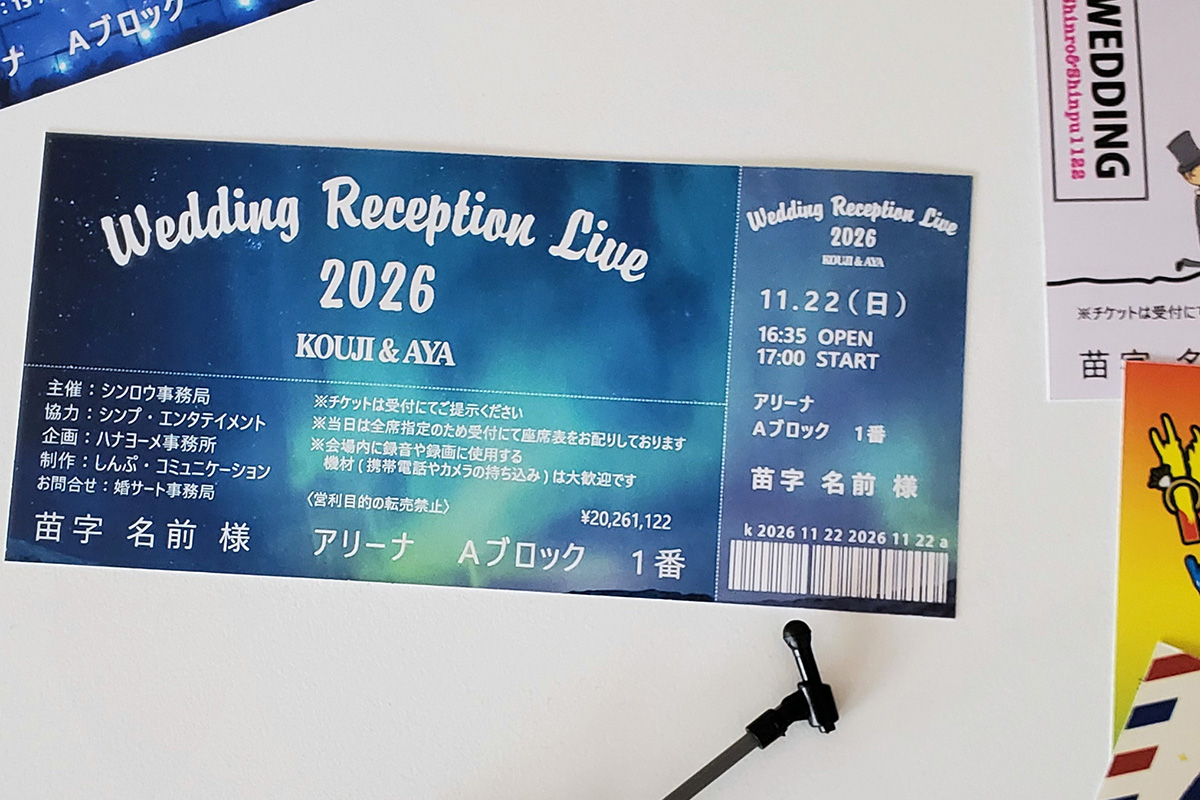 Aブロック
Wedding Reception Live
2026
KOUJI & AYA
主催：シンロウ事務局
協力：シンプ・エンタテイメント
企画：ハナヨーメ事務所
制作：しんぷ・コミュニケーション
お問合せ：婚サート事務局
※チケットは受付にてご提示ください
※当日は全席指定のため受付にて座席表をお配りしております
※会場内に録音や録画に使用する
機材(携帯電話やカメラの持ち込み)は大歓迎です
〈営利目的の転売禁止〉
¥20,261,122
苗字 名前 様 アリーナ Aブロック 1番
Wedding Reception Live
2026
KOUJI & AYA
11.22（日）
16:35 OPEN
17:00 START
アリーナ
Aブロック 1番
苗字 名前 様
k 2026 11 22 2026 11 22 a
WEDDING
Shinro&Shinpu1122
※チケットは受付に
苗字